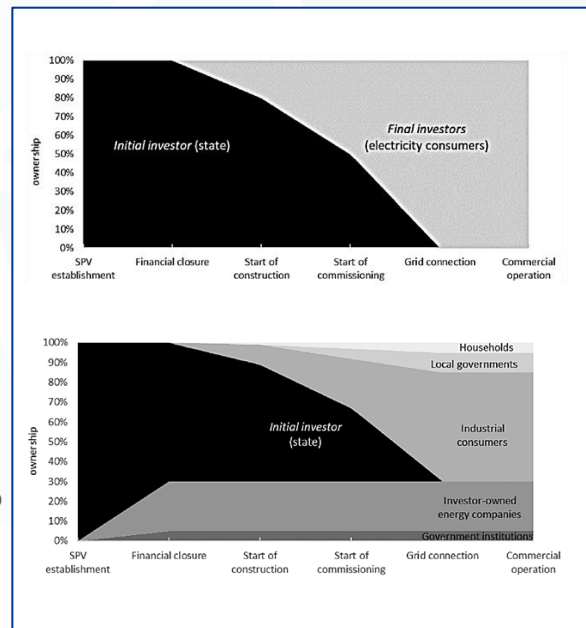 100%
90%
80%
70%
60%
50%
40%
30%
20%
10%
0%
ownership
Initial investor (state)
Final investors
(electricity consumers)
SPV
establishment
Financial closure
Start of
construction
Start of
commissioning
Grid connection
Commercial
operation
100%
90%
80%
70%
60%
50%
40%
30%
20%
10%
0%
ownership
Households
Local governments
Initial investor
(state)
Industrial
consumers
Investor-owned
energy companies
Government institutions
SPV
establishment
Financial closure
Start of
construction
Start of
commissioning
Grid connection
Commercial
operation